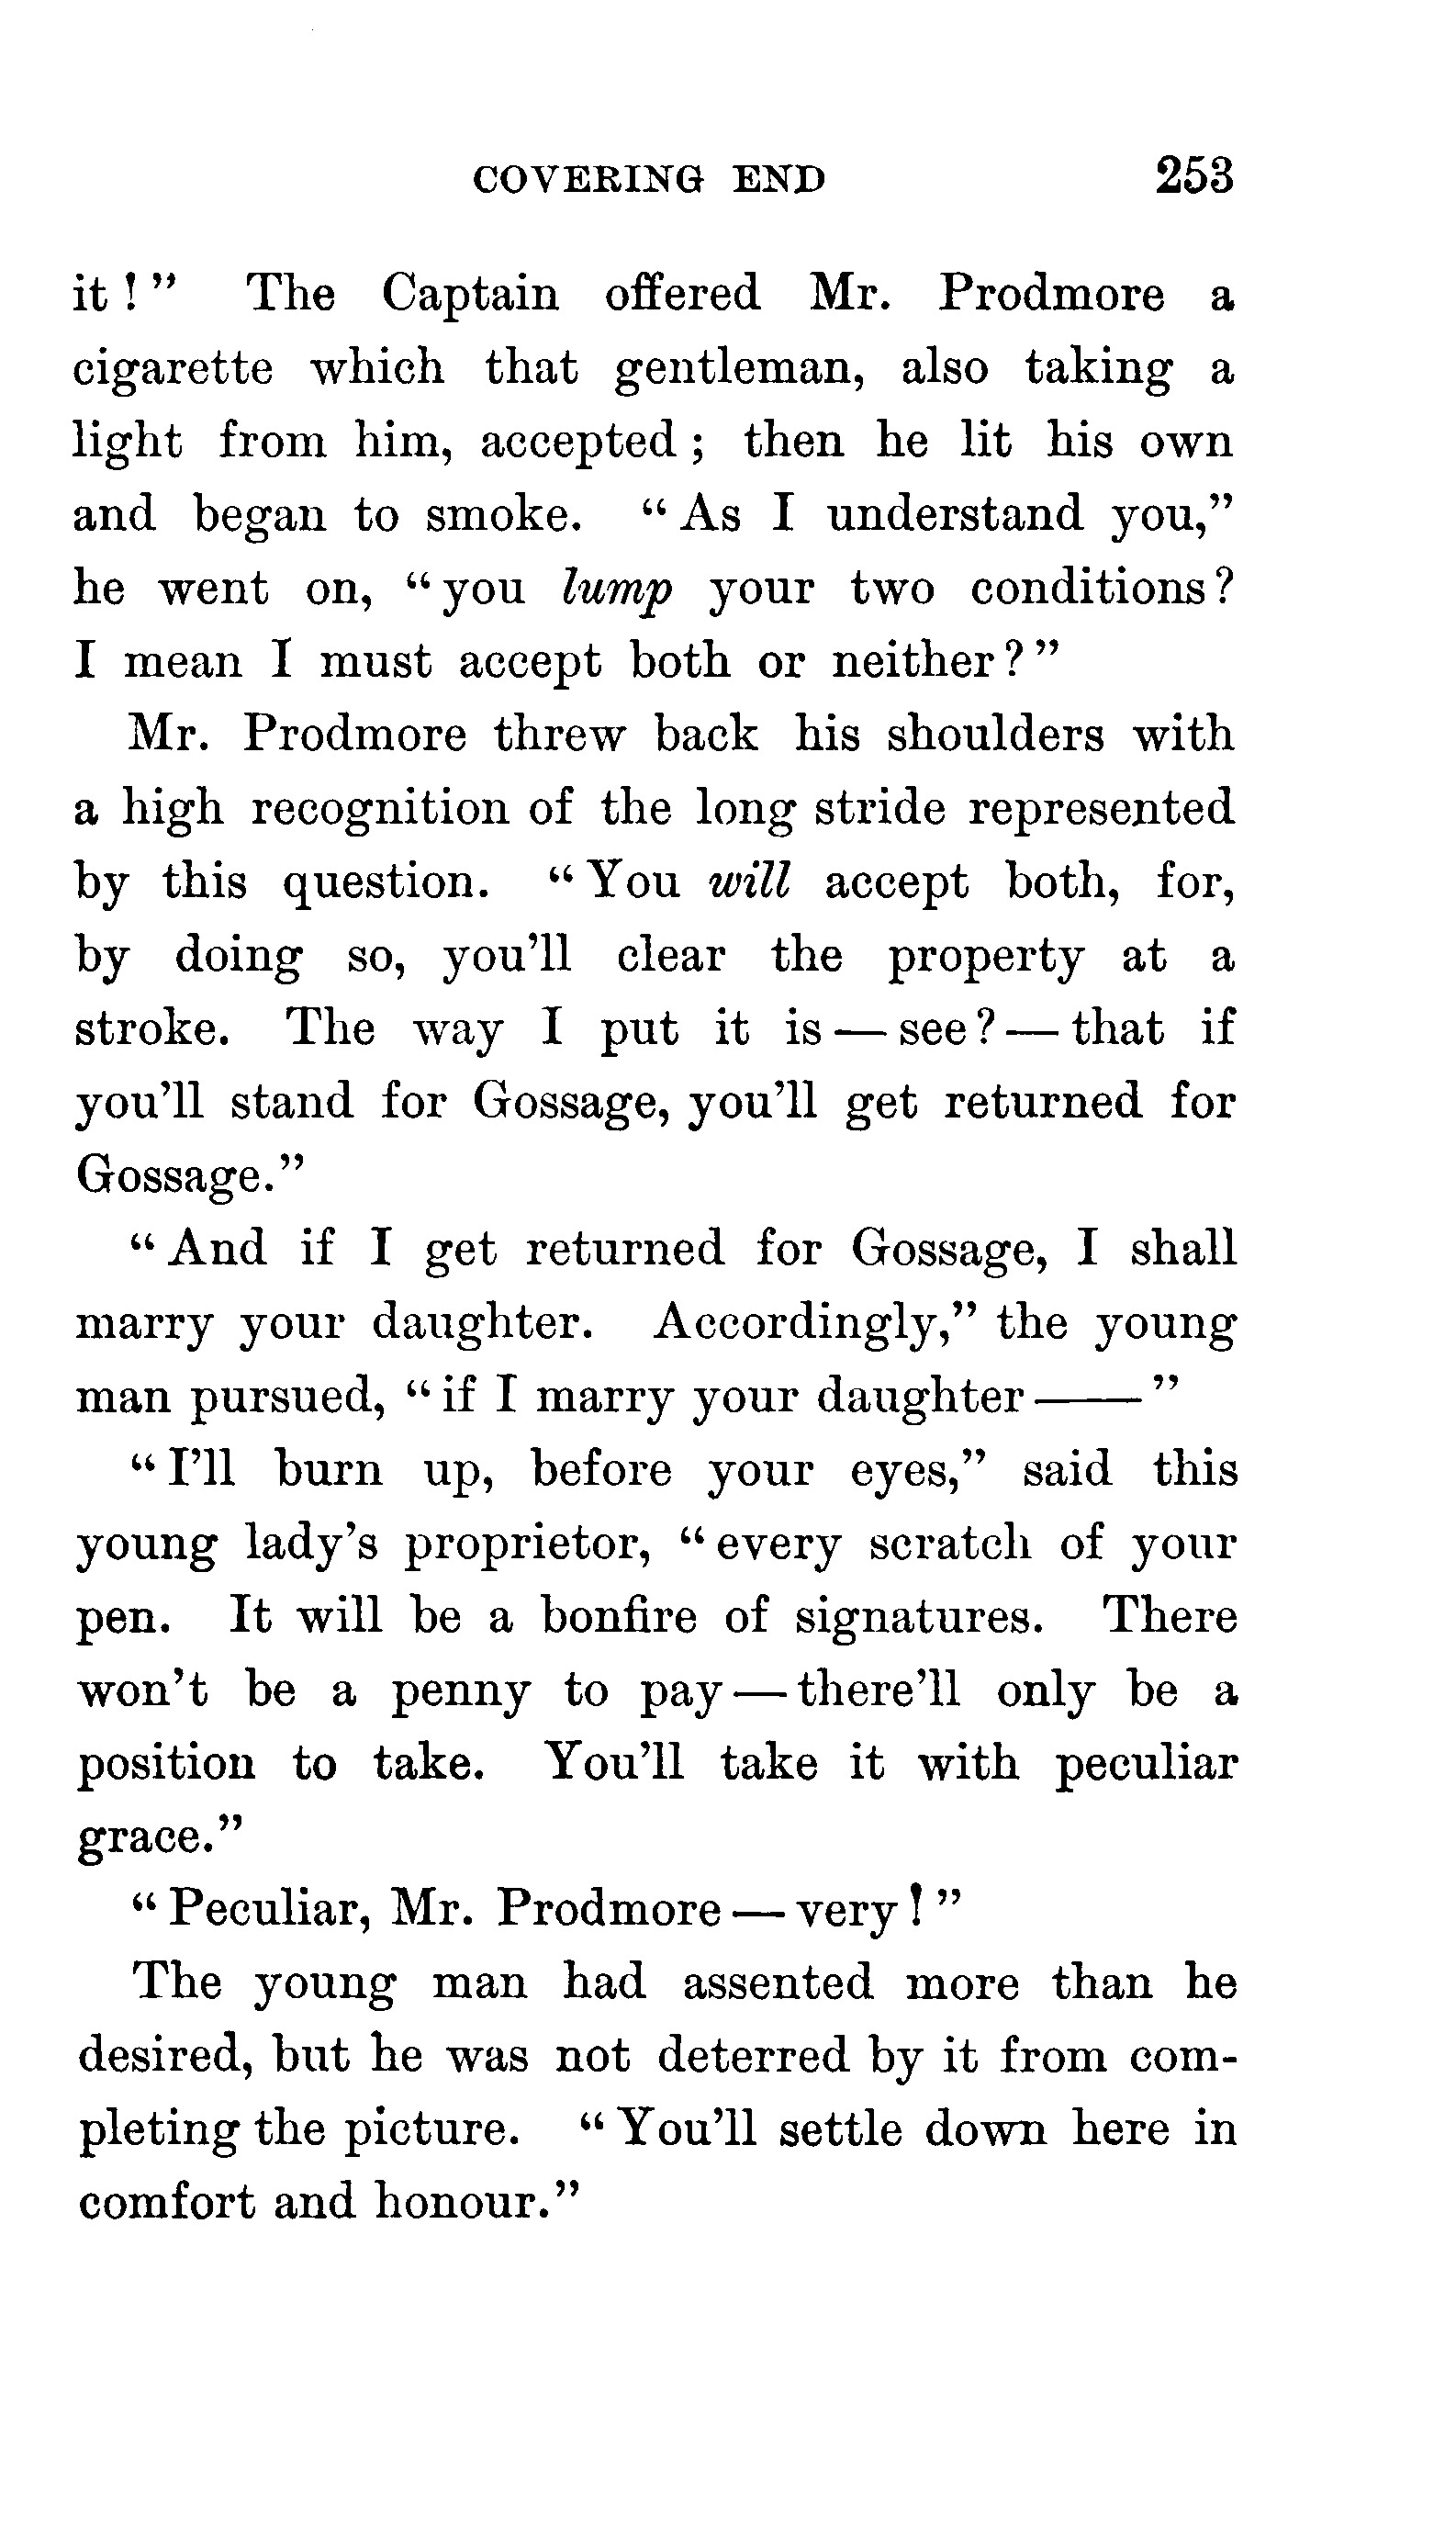 COVERING END 253
it!" The Captain offered Mr. Prodmore a
cigarette which that gentleman, also taking a
light from him, accepted; then he lit his own
and began to smoke. "As I understand you,"
he went on, "you lump your two conditions?
I mean I must accept both or neither?"
Mr. Prodmore threw back his shoulders with
a high recognition of the long stride represented
by this question. "You will accept both, for,
by doing so, you'll clear the property at a
stroke. The way I put it is—see?—that if
you'll stand for Gossage, you'll get returned for
Gossage."
"And if I get returned for Gossage, I shall
marry your daughter. Accordingly," the young
man pursued, "if I marry your daughter——"
"I'll burn up, before your eyes," said this
young lady's proprietor, "every scratch of your
pen. It will be a bonfire of signatures. There
won't be a penny to pay—there'll only be a
position to take. You'll take it with peculiar
grace."
"Peculiar, Mr. Prodmore—very!"
The young man had assented more than he
desired, but he was not deterred by it from com-
pleting the picture. "You'll settle down here in
comfort and honour."